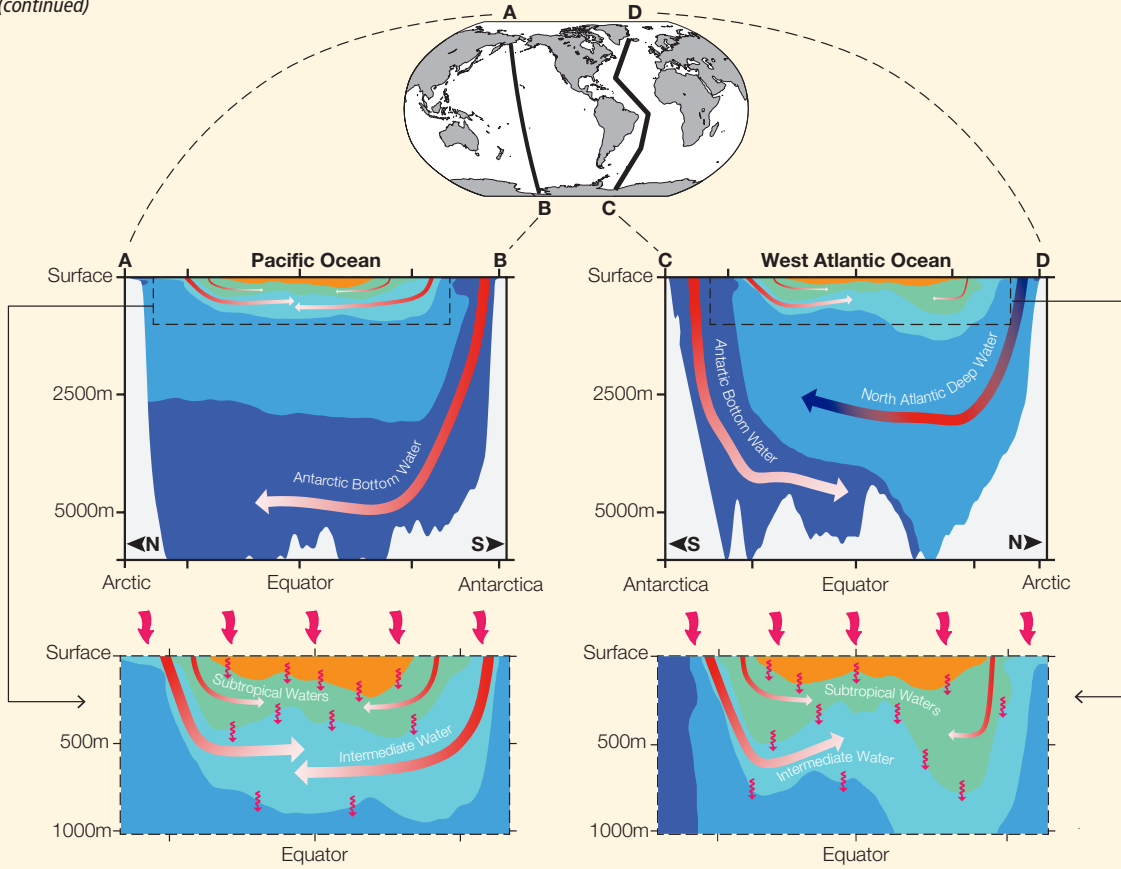 (continued)
A
D
B
C
A
Pacific Ocean
B
Surface
2500m
5000m
Antarctic Bottom Water
N
S
Arctic
Equator
Antarctica
C
West Atlantic Ocean
D
Surface
2500m
5000m
Antartic Bottom Water
North Atlantic Deep Water
S
N
Antarctica
Equator
Arctic
Surface
500m
1000m
Subtropical Waters
Intermediate Water
Equator
Surface
500m
1000m
Subtropical Waters
Intermediate Water
Equator